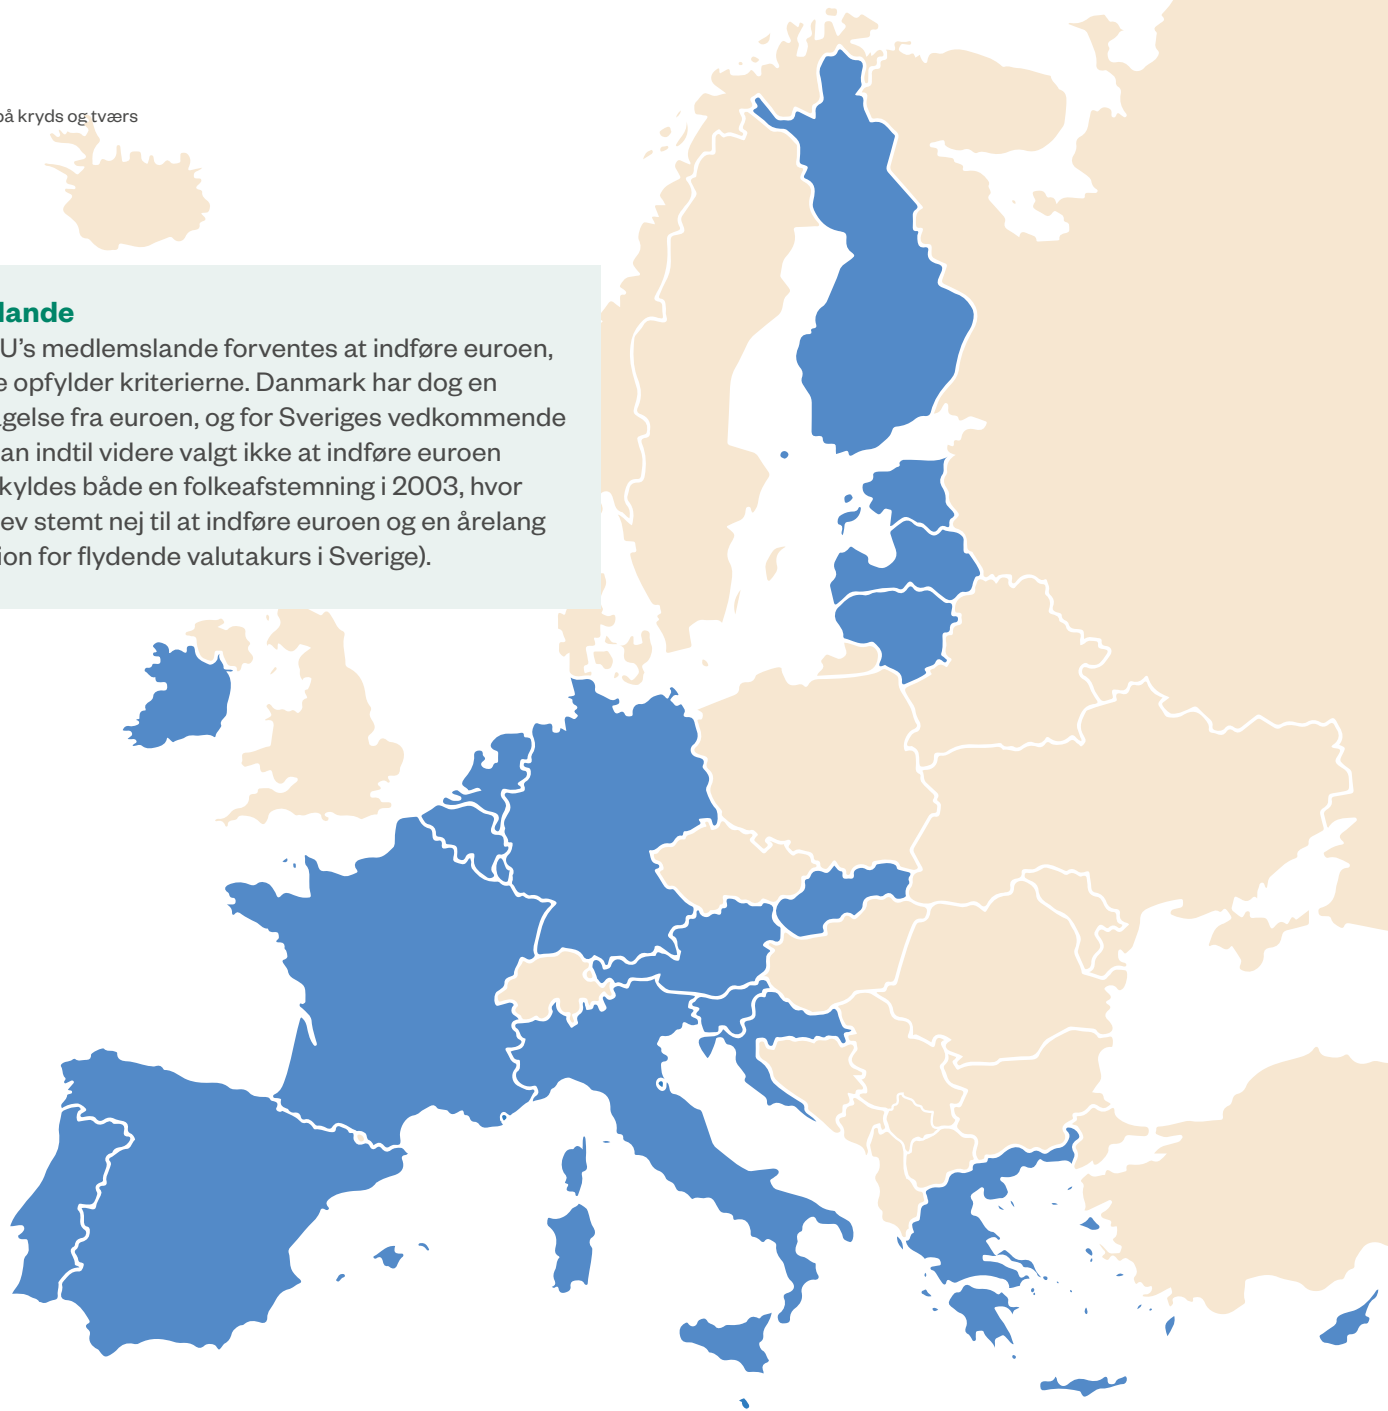 på kryds og tværs
lande
U's medlemslande forventes at indføre euroen,
e opfylder kriterierne. Danmark har dog en
agelse fra euroen, og for Sveriges vedkommende
an indtil videre valgt ikke at indføre euroen
kyldes både en folkeafstemning i 2003, hvor
ev stemt nej til at indføre euroen og en årelang
ion for flydende valutakurs i Sverige).